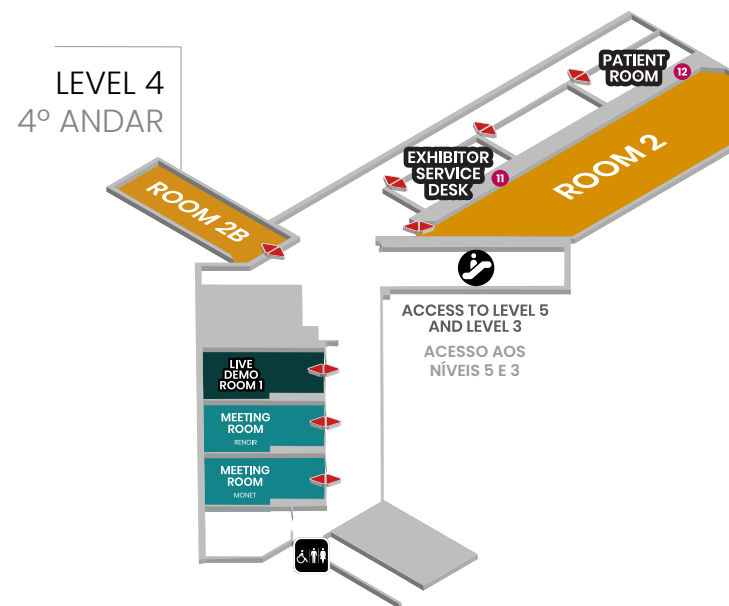 LEVEL 4
4º ANDAR
PATIENT
ROOM
12
EXHIBITOR
SERVICE
DESK
11
ROOM 2
ROOM 2B
ACCESS TO LEVEL 5
AND LEVEL 3
ACESSO AOS
NÍVEIS 5 E 3
LIVE
DEMO
ROOM 1
MEETING
ROOM
RENOIR
MEETING
ROOM
MONET